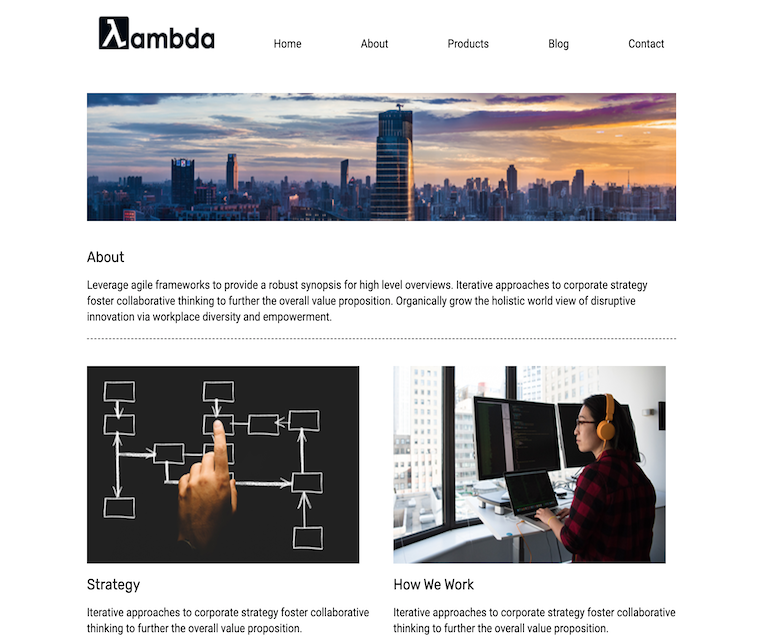 λambda
Home About Products Blog Contact
About
Leverage agile frameworks to provide a robust synopsis for high level overviews. Iterative approaches to corporate strategy
foster collaborative thinking to further the overall value proposition. Organically grow the holistic world view of disruptive
innovation via workplace diversity and empowerment.
Strategy
Iterative approaches to corporate strategy foster collaborative
thinking to further the overall value proposition.
How We Work
Iterative approaches to corporate strategy foster collaborative
thinking to further the overall value proposition.